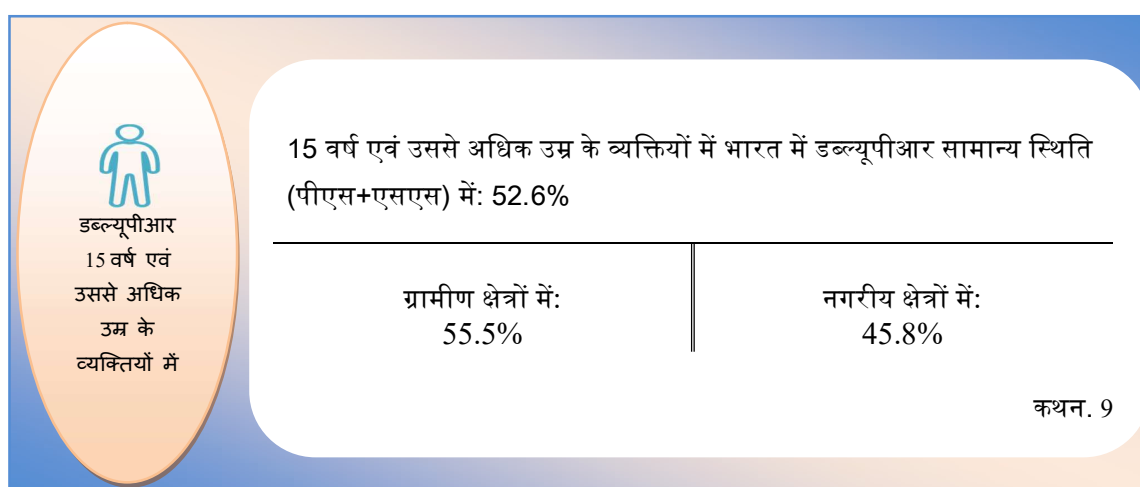 डब्ल्यूपीआर
15 वर्ष एवं
उससे अधिक
उम्र के
व्यक्तियों में
15 वर्ष एवं उससे अधिक उम्र के व्यक्तियों में भारत में डब्ल्यूपीआर सामान्य स्थिति
(पीएस+एसएस) में: 52.6%
ग्रामीण क्षेत्रों में:
55.5%
नगरीय क्षेत्रों में:
45.8%
कथन. 9